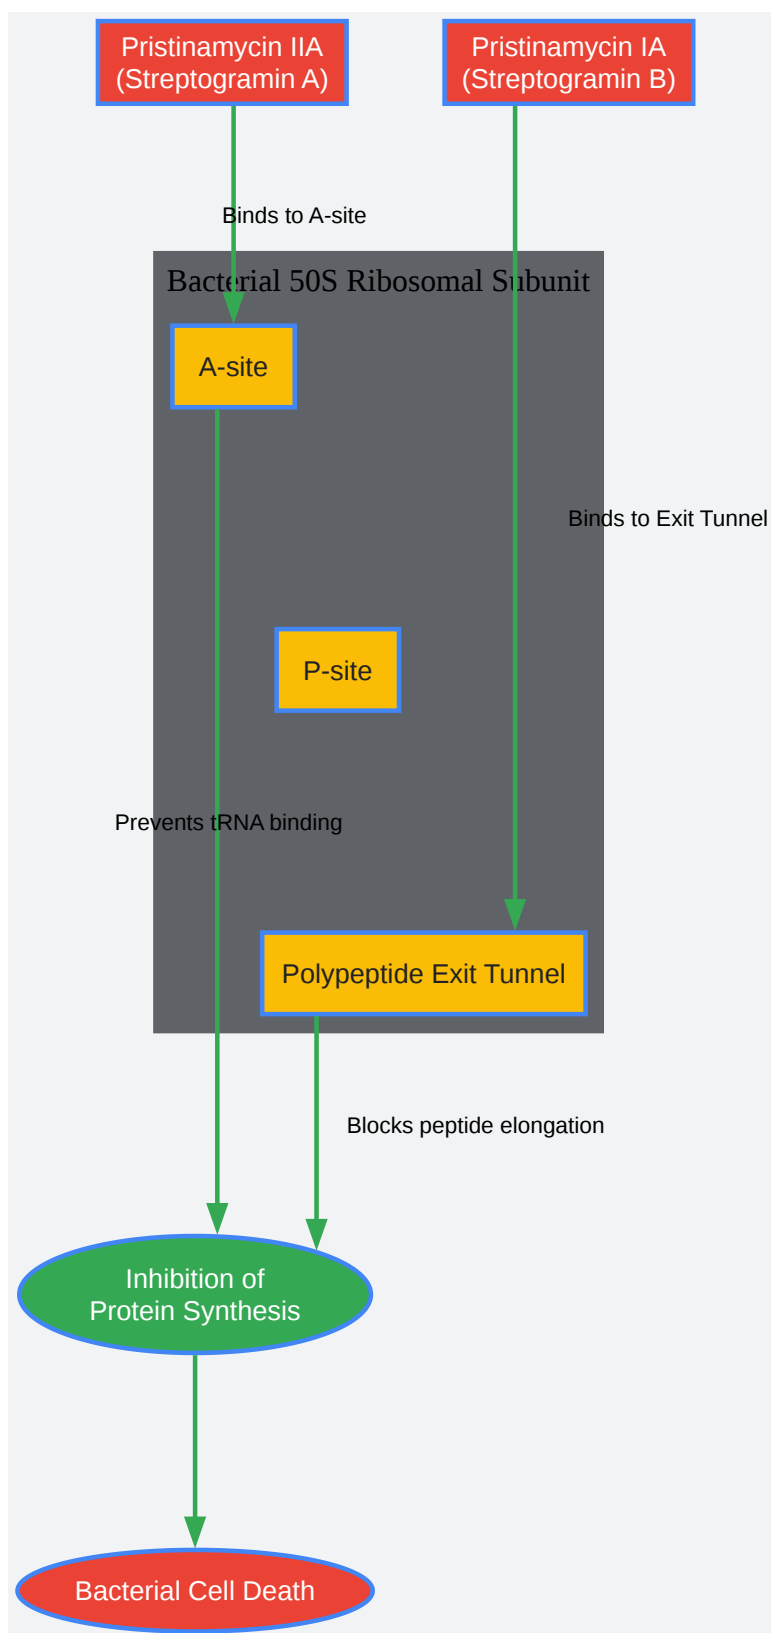 Pristinamycin IIA
(Streptogramin A)
Pristinamycin IA
(Streptogramin B)
Binds to A-site
Bacterial 50S Ribosomal Subunit
A-site
Binds to Exit Tunnel
P-site
Prevents tRNA binding
Polypeptide Exit Tunnel
Blocks peptide elongation
Inhibition of
Protein Synthesis
Bacterial Cell Death